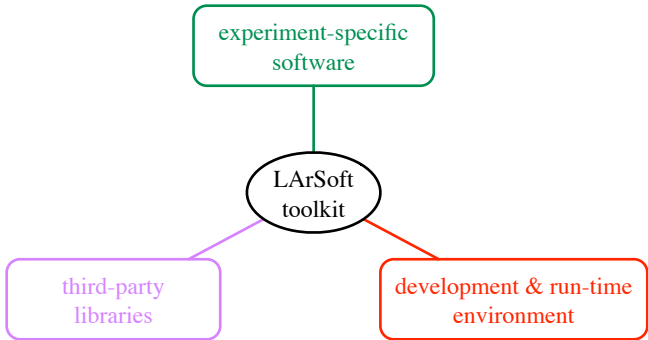 experiment-specific
software
LArSoft
toolkit
third-party
libraries
development & run-time
environment